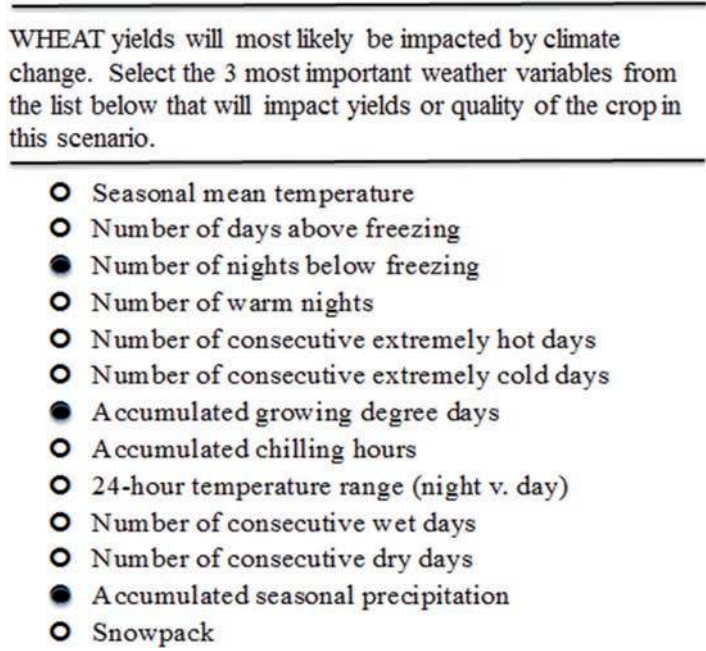 WHEAT yields will most likely be impacted by climate
change. Select the 3 most important weather variables from
the list below that will impact yields or quality of the crop in
this scenario.
Seasonal mean temperature
Number of days above freezing
Number of nights below freezing
Number of warm nights
Number of consecutive extremely hot days
Number of consecutive extremely cold days
Accumulated growing degree days
Accumulated chilling hours
24-hour temperature range (night v. day)
Number of consecutive wet days
Number of consecutive dry days
Accumulated seasonal precipitation
Snowpack